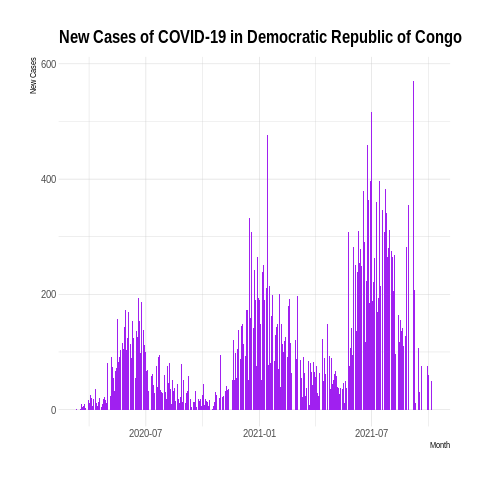 New Cases of COVID-19 in Democratic Republic of Congo
New Cases
600
400
200
0
2020-07
2021-01
2021-07
Month